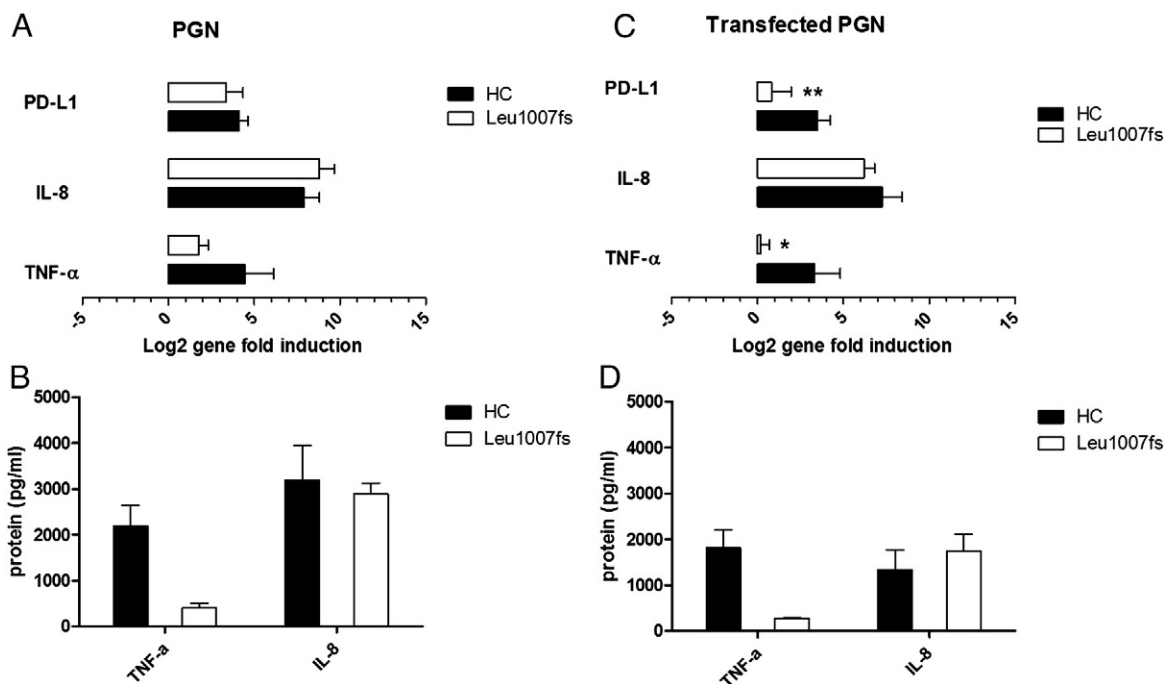 A
PGN
PD-L1
IL-8
TNF-α
HC
Leu1007fs
-5 0 5 10 15
Log2 gene fold induction
C
Transfected PGN
PD-L1
**
IL-8
TNF-α
*
HC
Leu1007fs
-5 0 5 10 15
Log2 gene fold induction
B
protein (pg/ml)
5000
4000
3000
2000
1000
0
TNF-a
IL-8
HC
Leu1007fs
D
protein (pg/ml)
5000
4000
3000
2000
1000
0
TNF-a
IL-8
HC
Leu1007fs